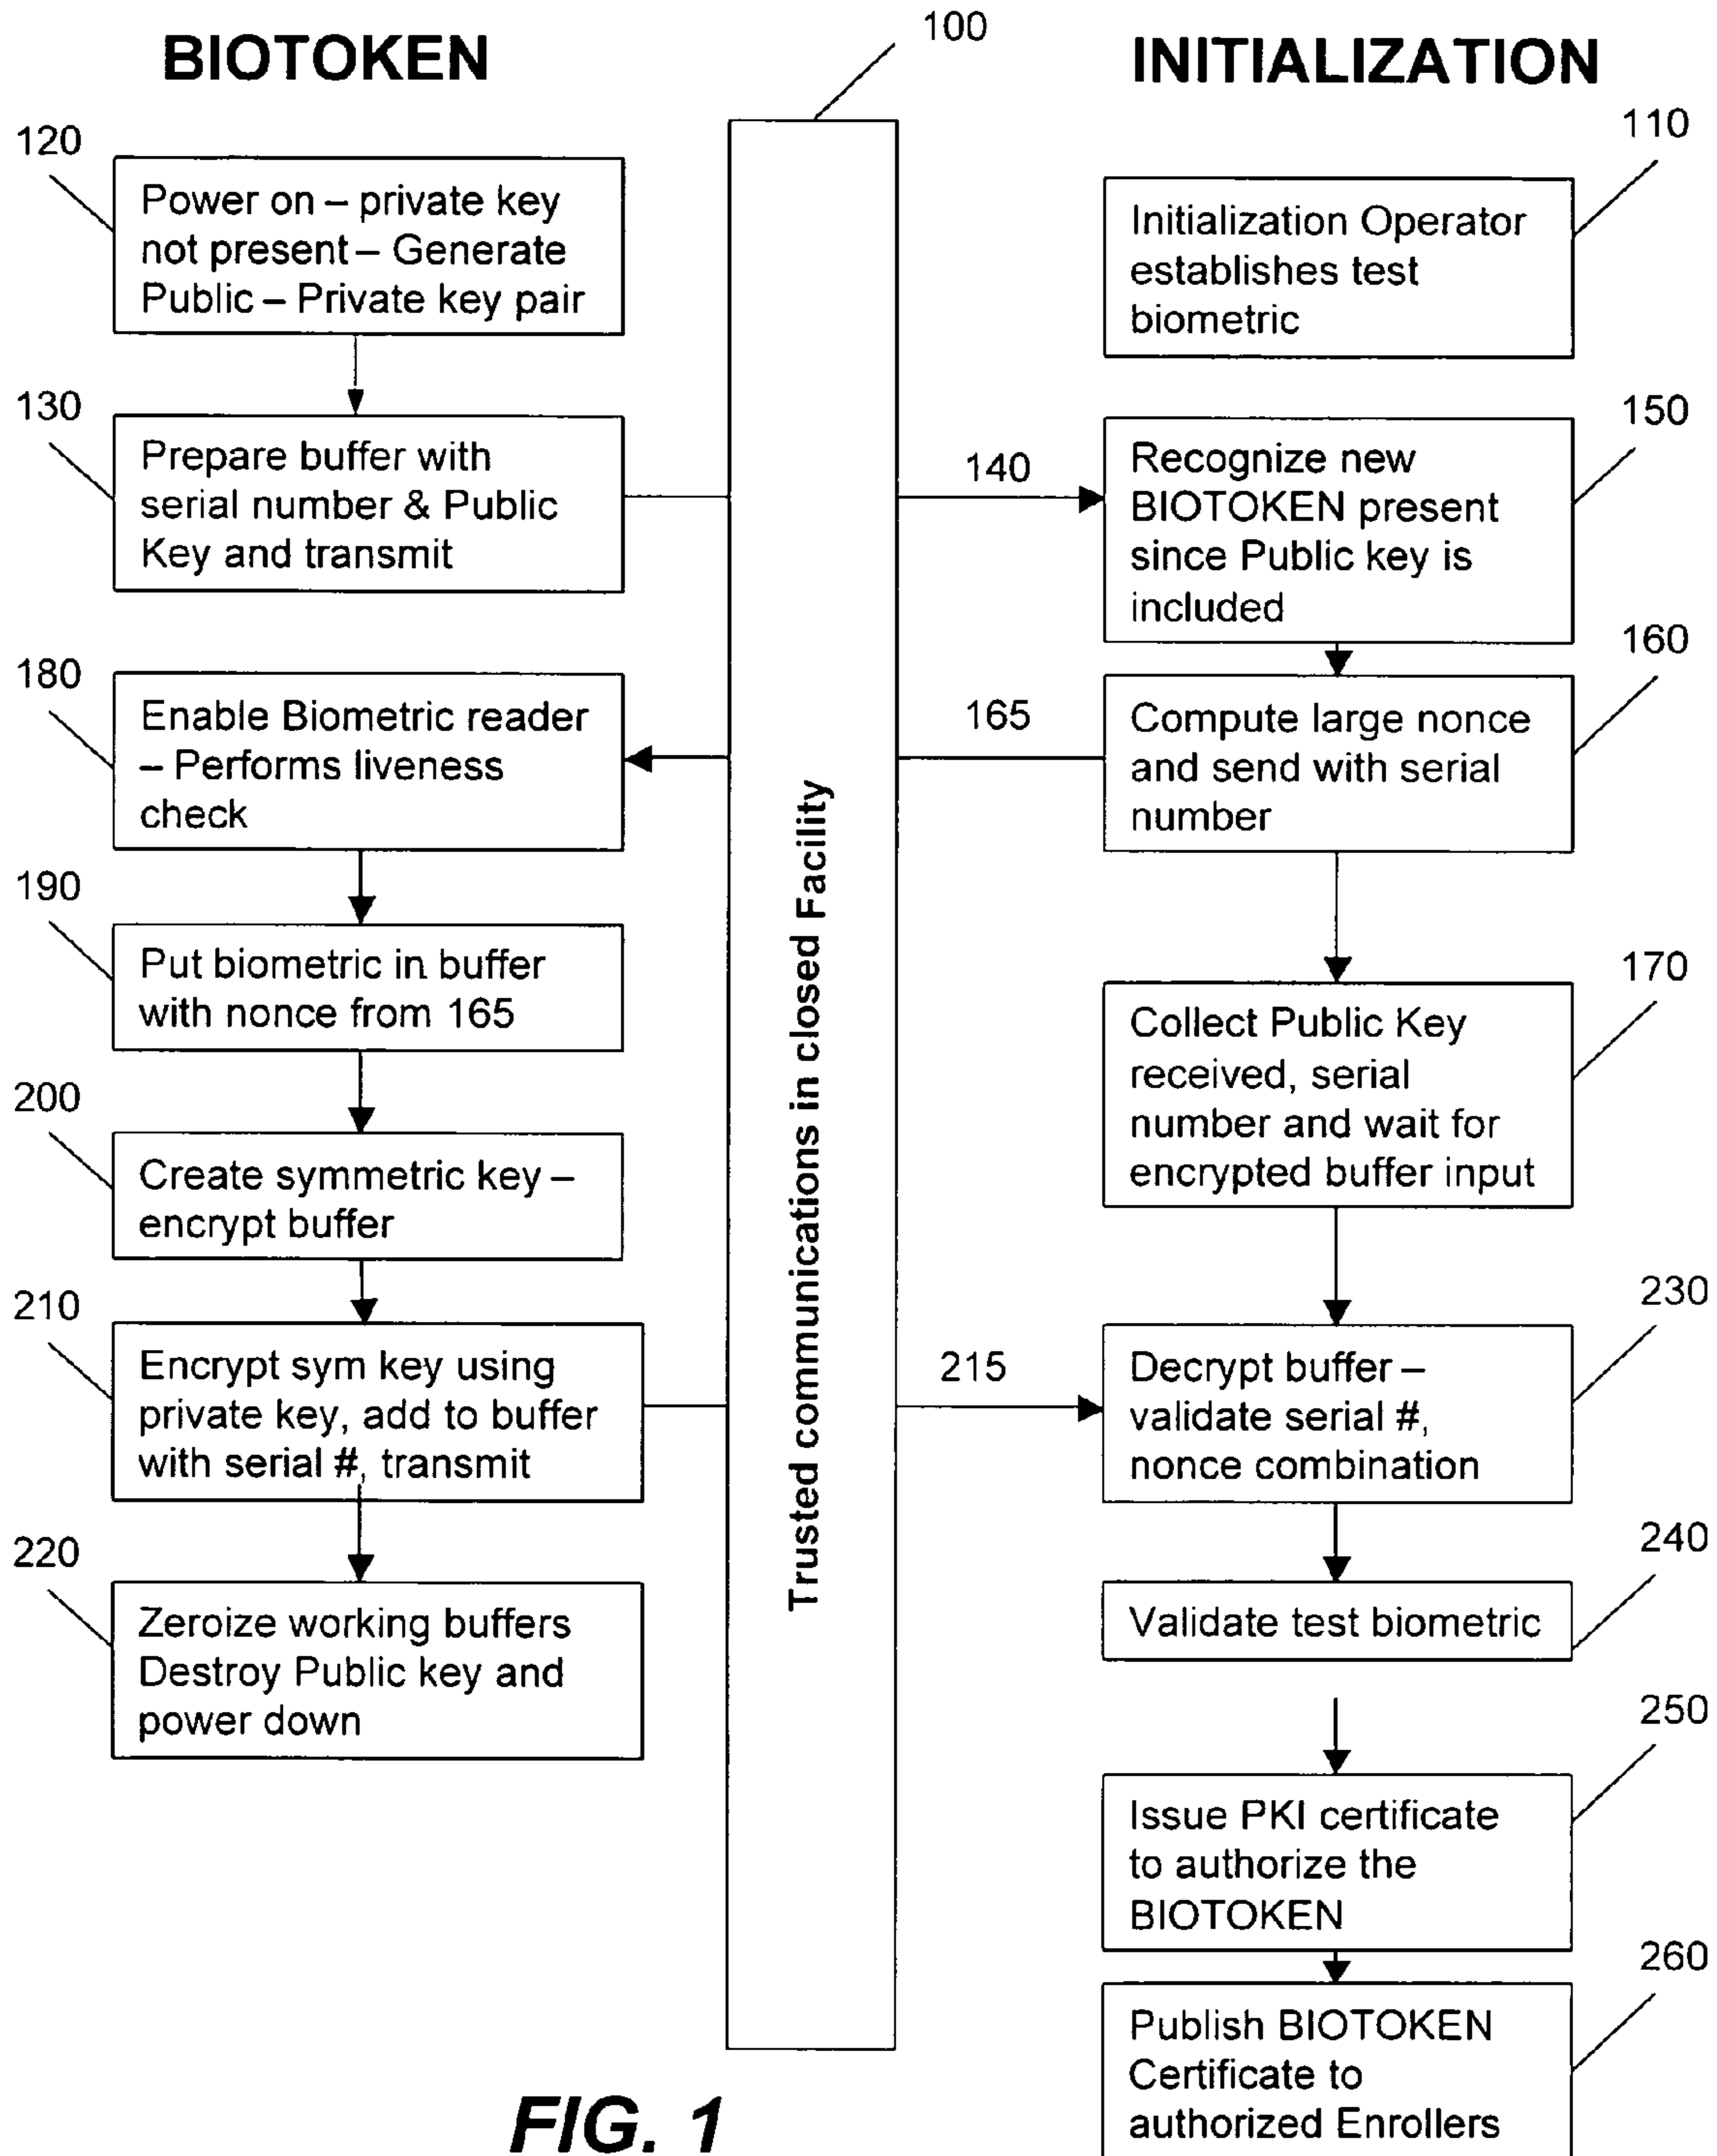 BIOTOKEN
100
INITIALIZATION
120
Power on – private key
not present – Generate
Public – Private key pair
110
Initialization Operator
establishes test
biometric
130
Prepare buffer with
serial number & Public
Key and transmit
140
150
Recognize new
BIOTOKEN present
since Public key is
included
160
Compute large nonce
and send with serial
number
165
180
Enable Biometric reader
– Performs liveness
check
190
Put biometric in buffer
with nonce from 165
170
Collect Public Key
received, serial
number and wait for
encrypted buffer input
200
Create symmetric key –
encrypt buffer
210
Encrypt sym key using
private key, add to buffer
with serial #, transmit
215
230
Decrypt buffer –
validate serial #,
nonce combination
220
Zeroize working buffers
Destroy Public key and
power down
240
Validate test biometric
250
Issue PKI certificate
to authorize the
BIOTOKEN
260
Publish BIOTOKEN
Certificate to
authorized Enrollers
Trusted communications in closed Facility
FIG. 1